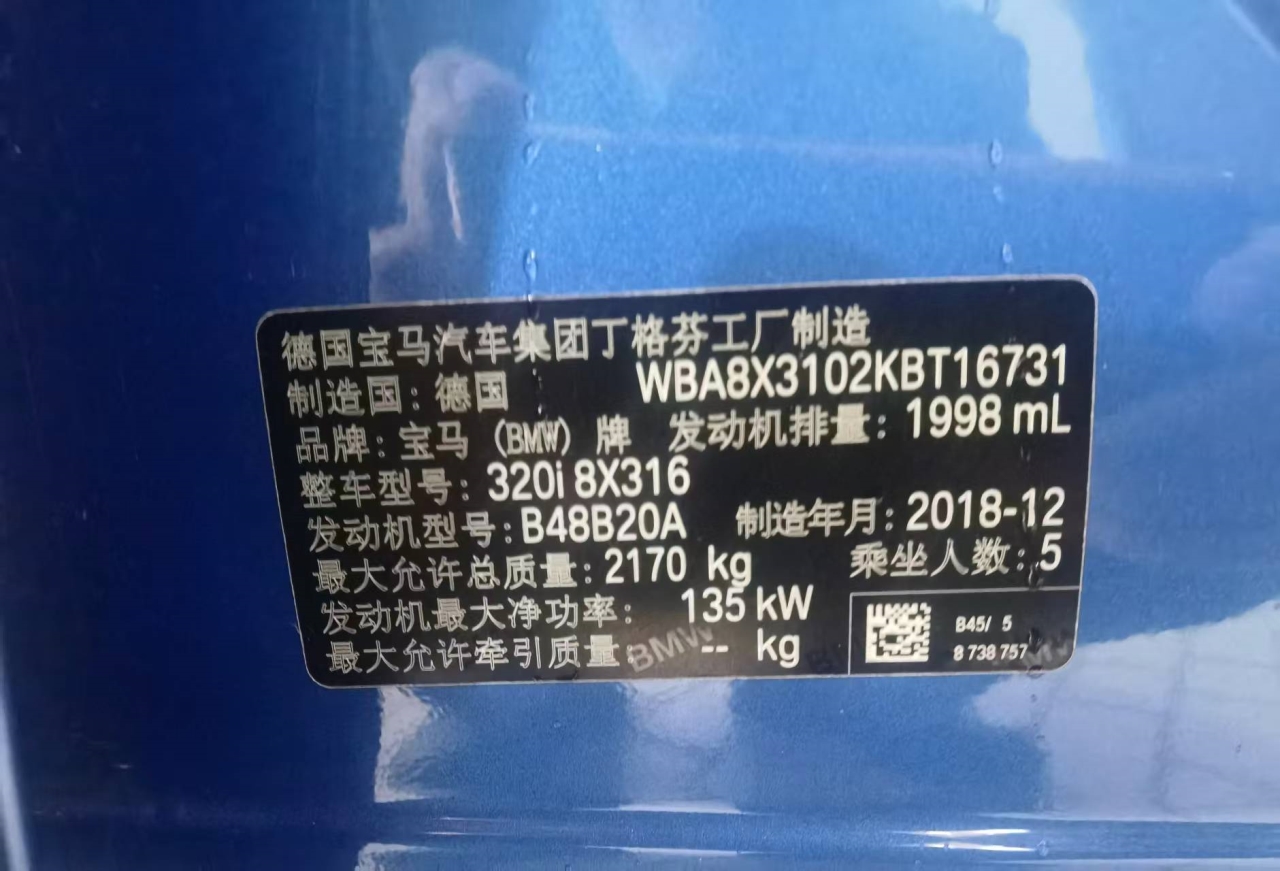 德国宝马汽车集团丁格芬工厂制造
制造国：德国 WBA8X3102KBT16731
品牌：宝马（BMW）牌 发动机排量：1998 mL
整车型号：320i 8X316
发动机型号：B48B20A 制造年月：2018-12
最大允许总质量：2170 kg 乘坐人数：5
发动机最大净功率： 135 kW
最大允许牵引质量： -- kg
BMW
B45/ 5
8 738 757